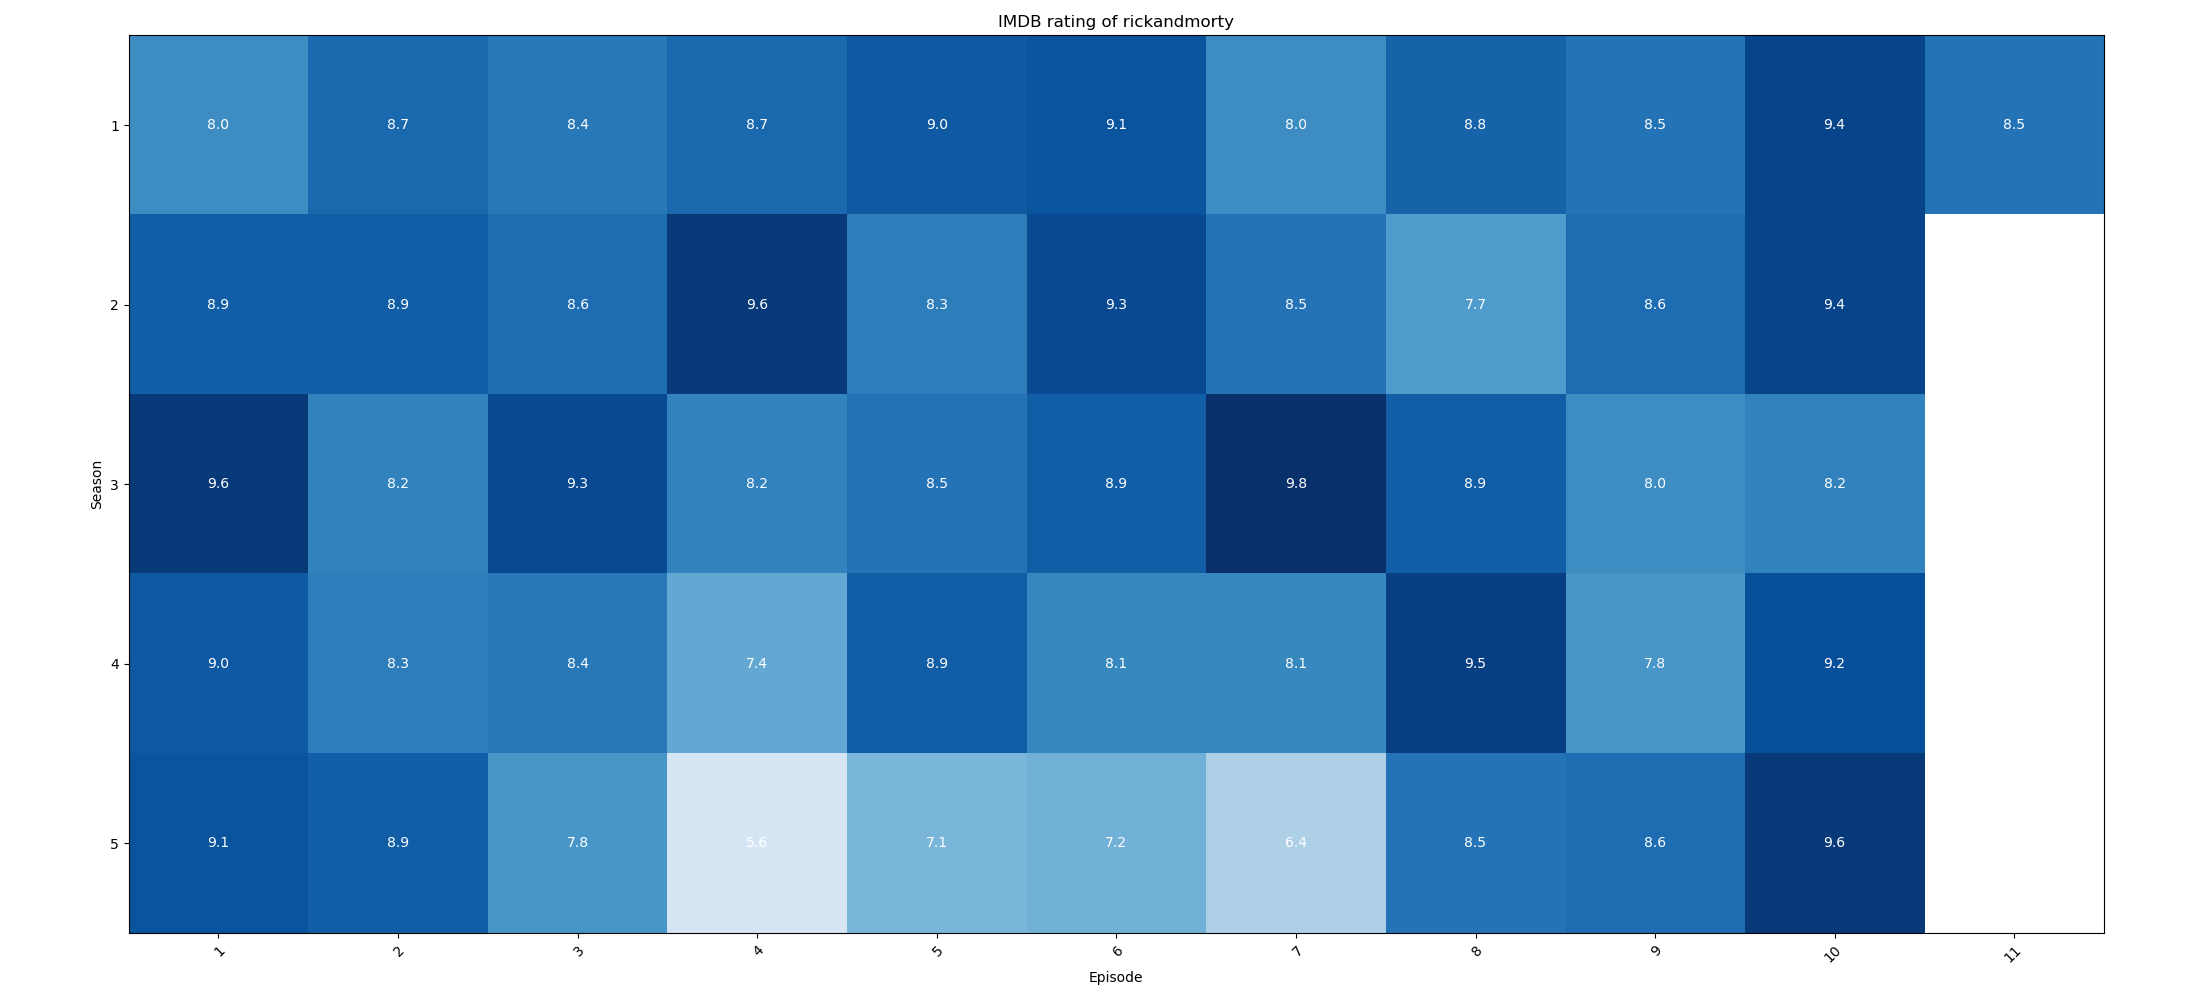 IMDB rating of rickandmorty
1 8.0 8.7 8.4 8.7 9.0 9.1 8.0 8.8 8.5 9.4 8.5
2 8.9 8.9 8.6 9.6 8.3 9.3 8.5 7.7 8.6 9.4
Season
3 9.6 8.2 9.3 8.2 8.5 8.9 9.8 8.9 8.0 8.2
4 9.0 8.3 8.4 7.4 8.9 8.1 8.1 9.5 7.8 9.2
5 9.1 8.9 7.8 5.6 7.1 7.2 6.4 8.5 8.6 9.6
1 2 3 4 5 6 7 8 9 10 11
Episode